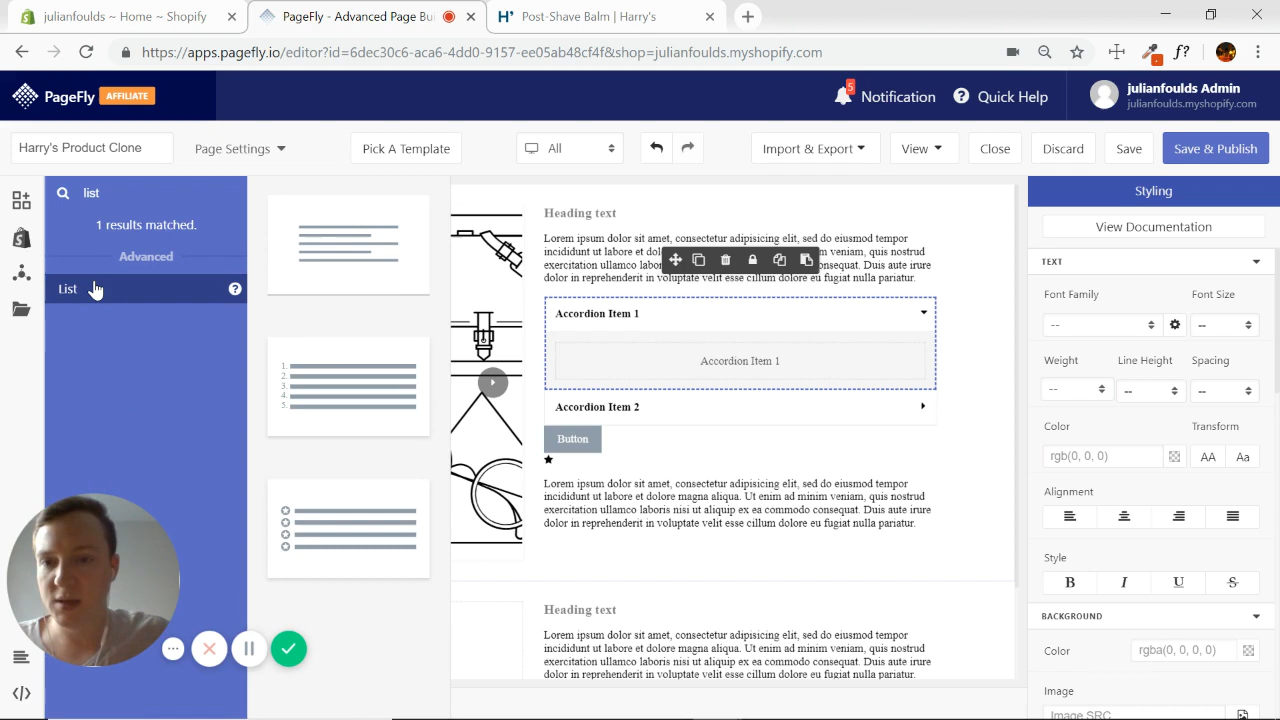 julianfoulds ~ Home ~ Shopify
PageFly - Advanced Page Bu
H' Post-Shave Balm | Harry's
https://apps.pagefly.io/editor?id=6dec30c6-aca6-4dd0-9157-ee05ab48cf4f&shop=julianfoulds.myshopify.com
f?
PageFly AFFILIATE
5
Notification
? Quick Help
julianfoulds Admin
julianfoulds.myshopify.com
Harry's Product Clone
Page Settings
Pick A Template
All
Import & Export
View
Close
Discard
Save
Save & Publish
list
1 results matched.
Advanced
List
?
1.
2.
3.
4.
5.
Heading text
Lorem ipsum dolor sit amet, consectetur adipisicing elit, sed do eiusmod tempor
incididunt ut labore et dol
exercitation ullamco labo
consequat. Duis aute irure
dolor in reprehenderit in voluptate velit esse cillum dolore eu fugiat nulla pariatur.
Accordion Item 1
Accordion Item 1
Accordion Item 2
Button
Lorem ipsum dolor sit amet, consectetur adipisicing elit, sed do eiusmod tempor
incididunt ut labore et dolore magna aliqua. Ut enim ad minim veniam, quis nostrud
exercitation ullamco laboris nisi ut aliquip ex ea commodo consequat. Duis aute irure
dolor in reprehenderit in voluptate velit esse cillum dolore eu fugiat nulla pariatur.
Heading text
Lorem ipsum dolor sit amet, consectetur adipisicing elit, sed do eiusmod tempor
incididunt ut labore et dolore magna aliqua. Ut enim ad minim veniam, quis nostrud
exercitation ullamco laboris nisi ut aliquip ex ea commodo consequat. Duis aute irure
dolor in reprehenderit in voluptate velit esse cillum dolore eu fugiat nulla pariatur.
Styling
View Documentation
TEXT
Font Family
Font Size
--
--
Weight
Line Height
Spacing
--
--
--
Color
Transform
rgb(0, 0, 0)
AA
Aa
Alignment
Style
B
I
U
S
BACKGROUND
Color
rgba(0, 0, 0, 0)
Image
Image SRC